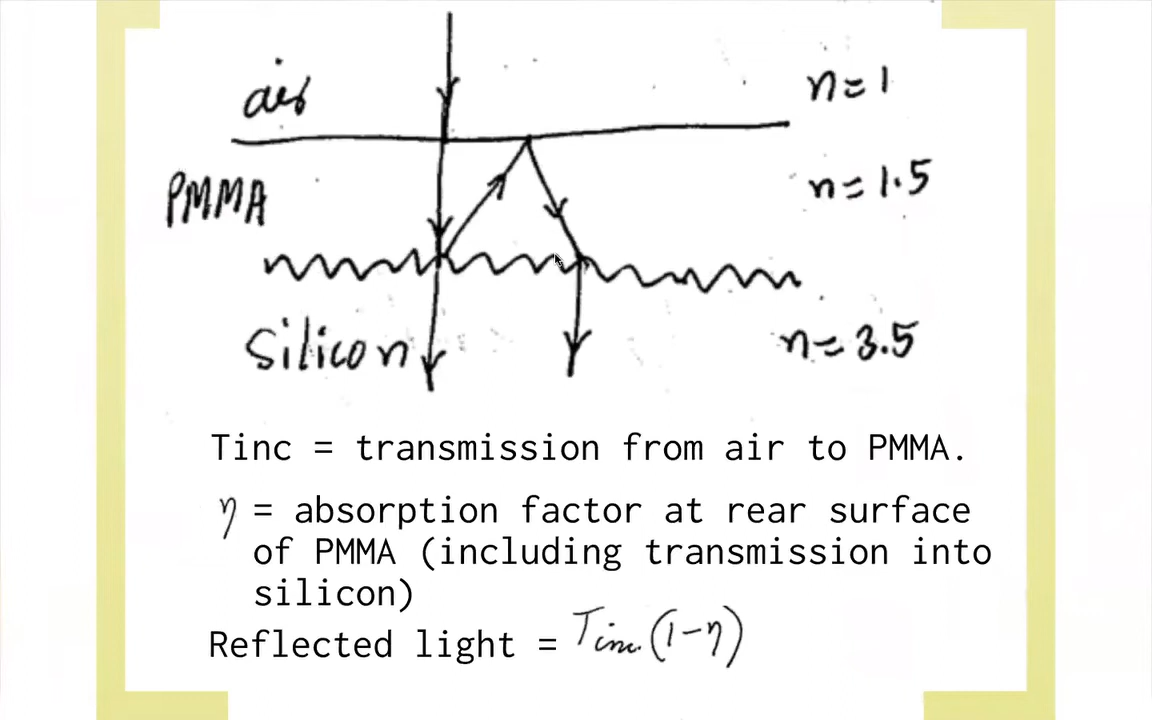 air
n=1
PMMA
n=1.5
Silicon
n=3.5
Tinc = transmission from air to PMMA.
η = absorption factor at rear surface
of PMMA (including transmission into
silicon)
Reflected light = Tinc.(1-η)